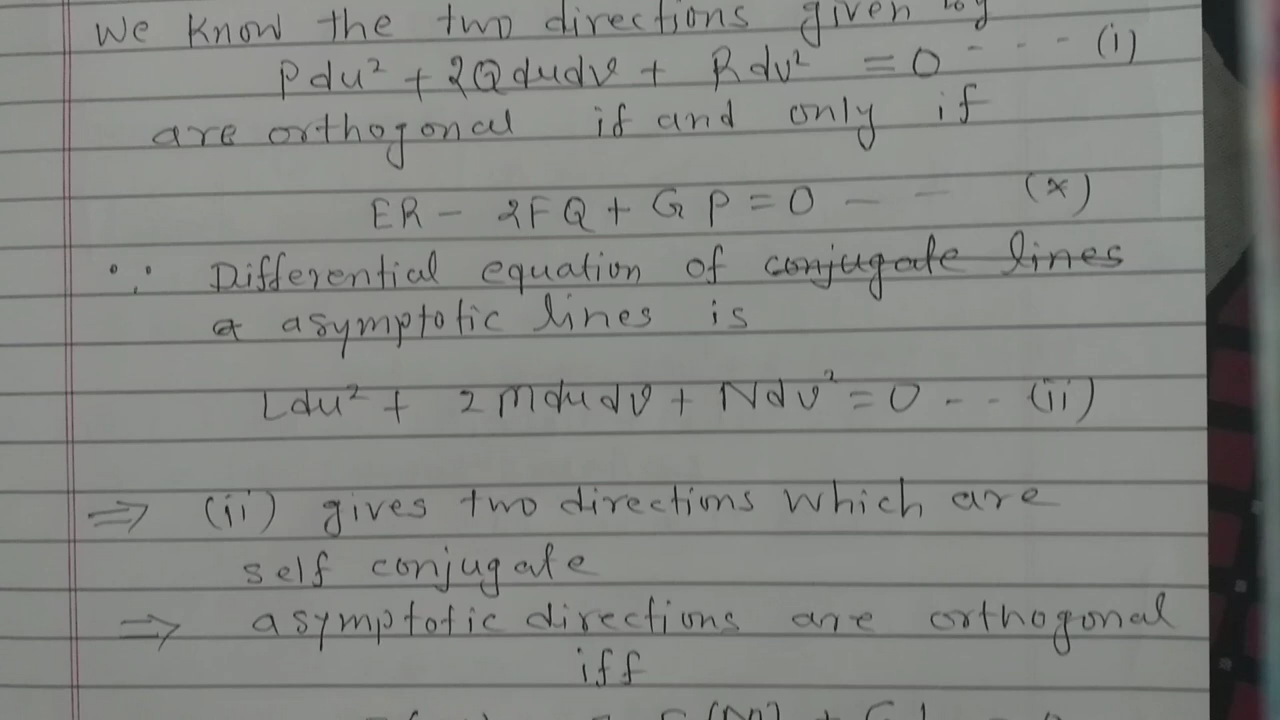 We know the two directions given by
Pdu² + 2Qdudv + Rdv² = 0 - - - (i)
are orthogonal if and only if
ER - 2FQ + GP = 0 - - (x)
∵ Differential equation of conjugate lines
asymptotic lines is
Ldu² + 2Mdudv + Ndv² = 0 - - (ii)
⇒ (ii) gives two directions which are
self conjugate
⇒ asymptotic directions are orthogonal
iff